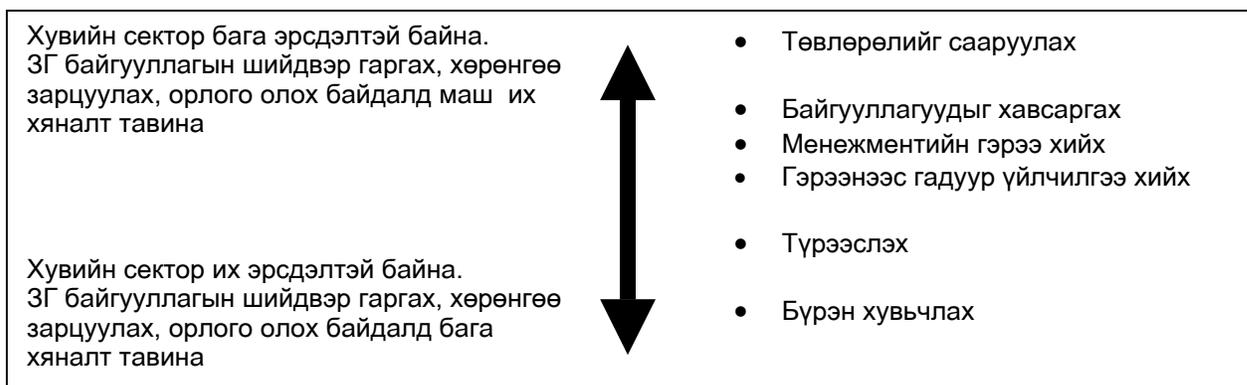 Хувийн сектор бага эрсдэлтэй байна.
ЗГ байгууллагын шийдвэр гаргах, хөрөнгөө
зарцуулах, орлого олох байдалд маш их
хяналт тавина
Хувийн сектор их эрсдэлтэй байна.
ЗГ байгууллагын шийдвэр гаргах, хөрөнгөө
зарцуулах, орлого олох байдалд бага
хяналт тавина
• Төвлөрөлийг сааруулах
• Байгууллагуудыг хавсаргах
• Менежментийн гэрээ хийх
• Гэрээнээс гадуур үйлчилгээ хийх
• Түрээслэх
• Бүрэн хувьчлах